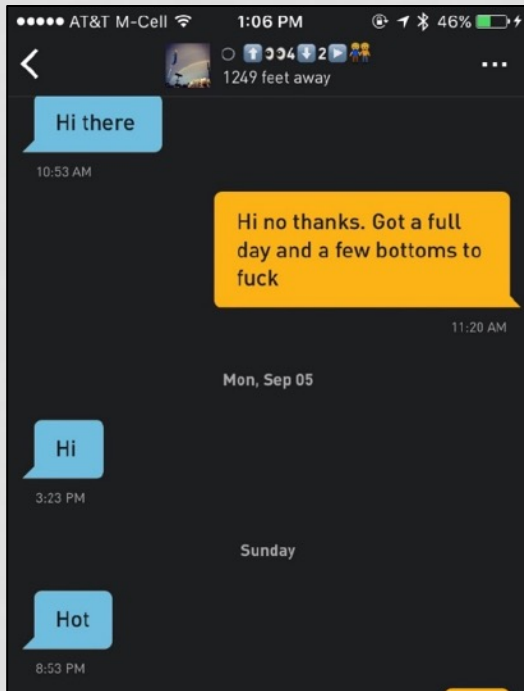 AT&T M-Cell 1:06 PM 46%
⬆️👀4⬇️2▶️👬
1249 feet away
Hi there
10:53 AM
Hi no thanks. Got a full
day and a few bottoms to
fuck
11:20 AM
Mon, Sep 05
Hi
3:23 PM
Sunday
Hot
8:53 PM